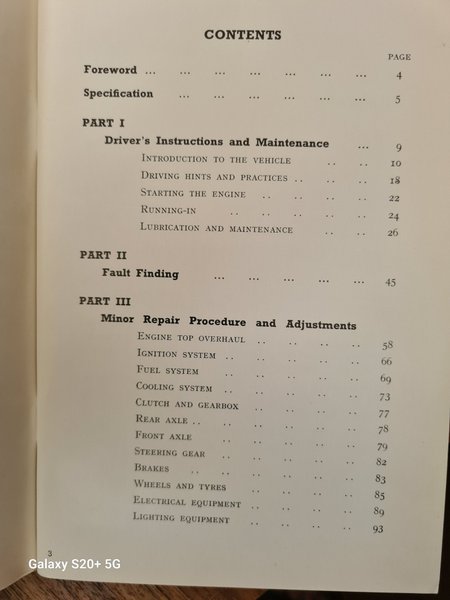 CONTENTS
PAGE
Foreword ... ... ... ... ... ... 4
Specification ... ... ... ... ... 5
PART I
Driver's Instructions and Maintenance ... 9
INTRODUCTION TO THE VEHICLE .. .. 10
DRIVING HINTS AND PRACTICES .. .. .. 18
STARTING THE ENGINE .. .. .. .. 22
RUNNING-IN .. .. .. .. 24
LUBRICATION AND MAINTENANCE .. .. 26
PART II
Fault Finding ... ... ... ... ... 45
PART III
Minor Repair Procedure and Adjustments
ENGINE TOP OVERHAUL .. .. .. .. 58
IGNITION SYSTEM .. .. .. .. .. 66
FUEL SYSTEM .. .. .. .. 69
COOLING SYSTEM .. .. .. .. .. 73
CLUTCH AND GEARBOX .. .. .. .. 77
REAR AXLE .. .. .. .. .. 78
FRONT AXLE .. .. .. .. .. 79
STEERING GEAR .. .. .. .. .. 82
BRAKES .. .. .. .. .. 83
WHEELS AND TYRES .. .. .. .. 85
ELECTRICAL EQUIPMENT .. .. .. .. 89
LIGHTING EQUIPMENT .. .. .. .. 93
3
Galaxy S20+ 5G